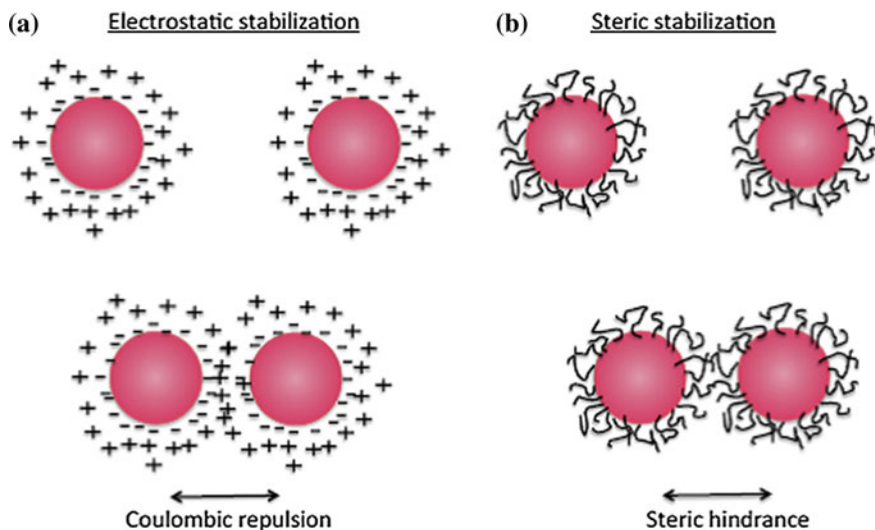 (a) Electrostatic stabilization
(b) Steric stabilization
Coulombic repulsion
Steric hindrance